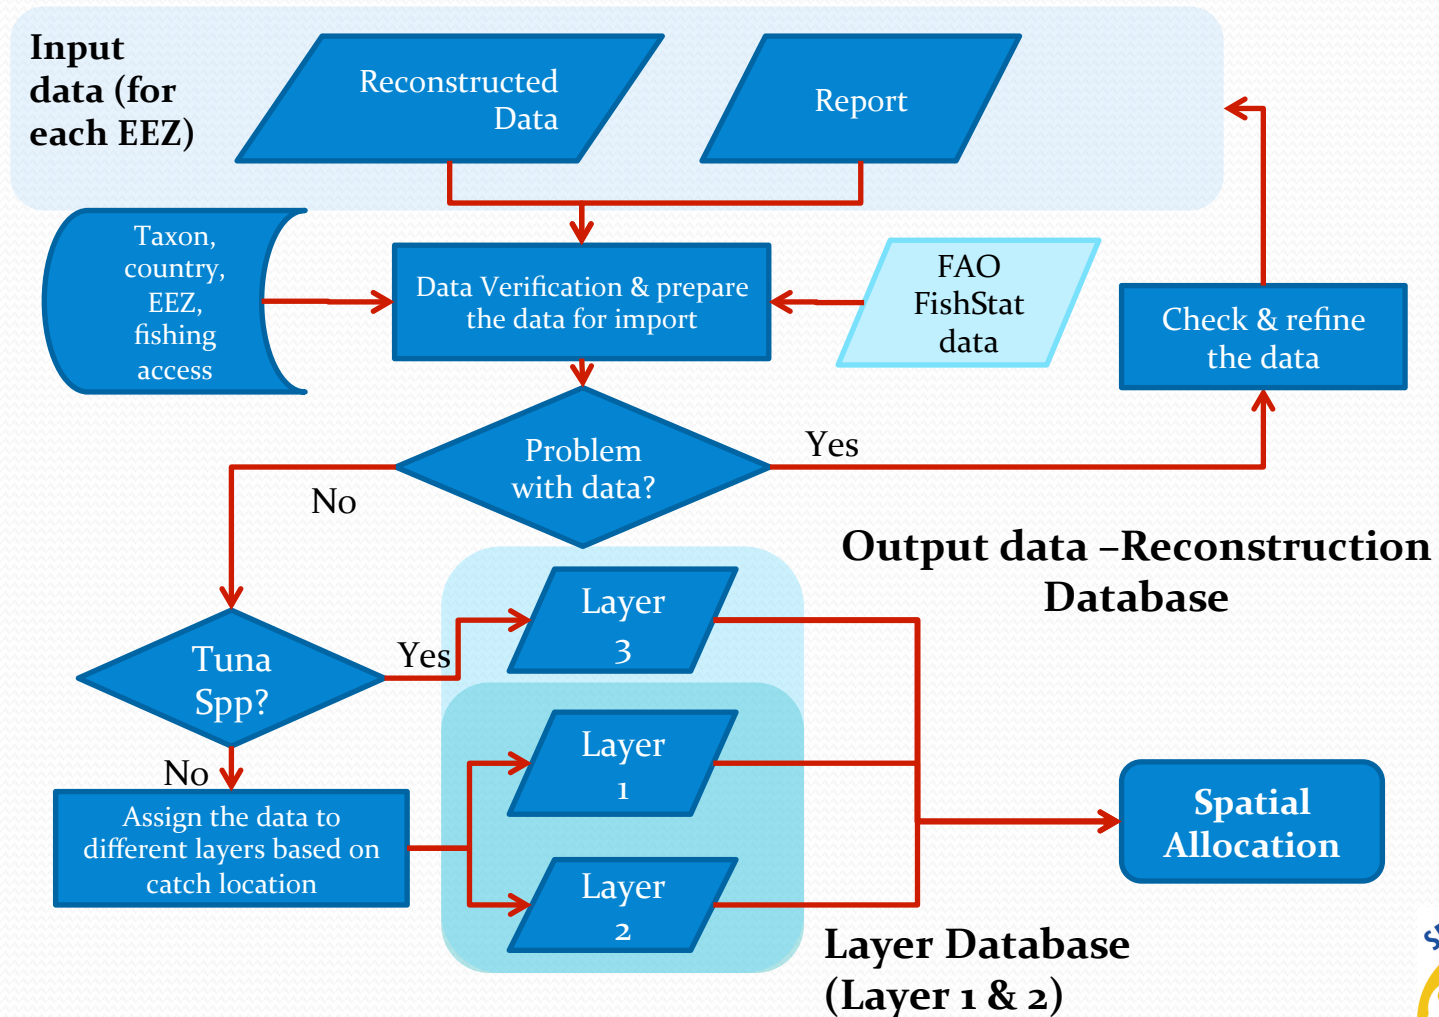 Input
data (for
each EEZ)
Reconstructed
Data
Report
Taxon,
country,
EEZ,
fishing
access
Data Verification & prepare
the data for import
FAO
FishStat
data
Check & refine
the data
Problem
with data?
Yes
No
Output data –Reconstruction
Database
Tuna
Spp?
Yes
Layer
3
No
Layer
1
Assign the data to
different layers based on
catch location
Layer
2
Spatial
Allocation
Layer Database
(Layer 1 & 2)